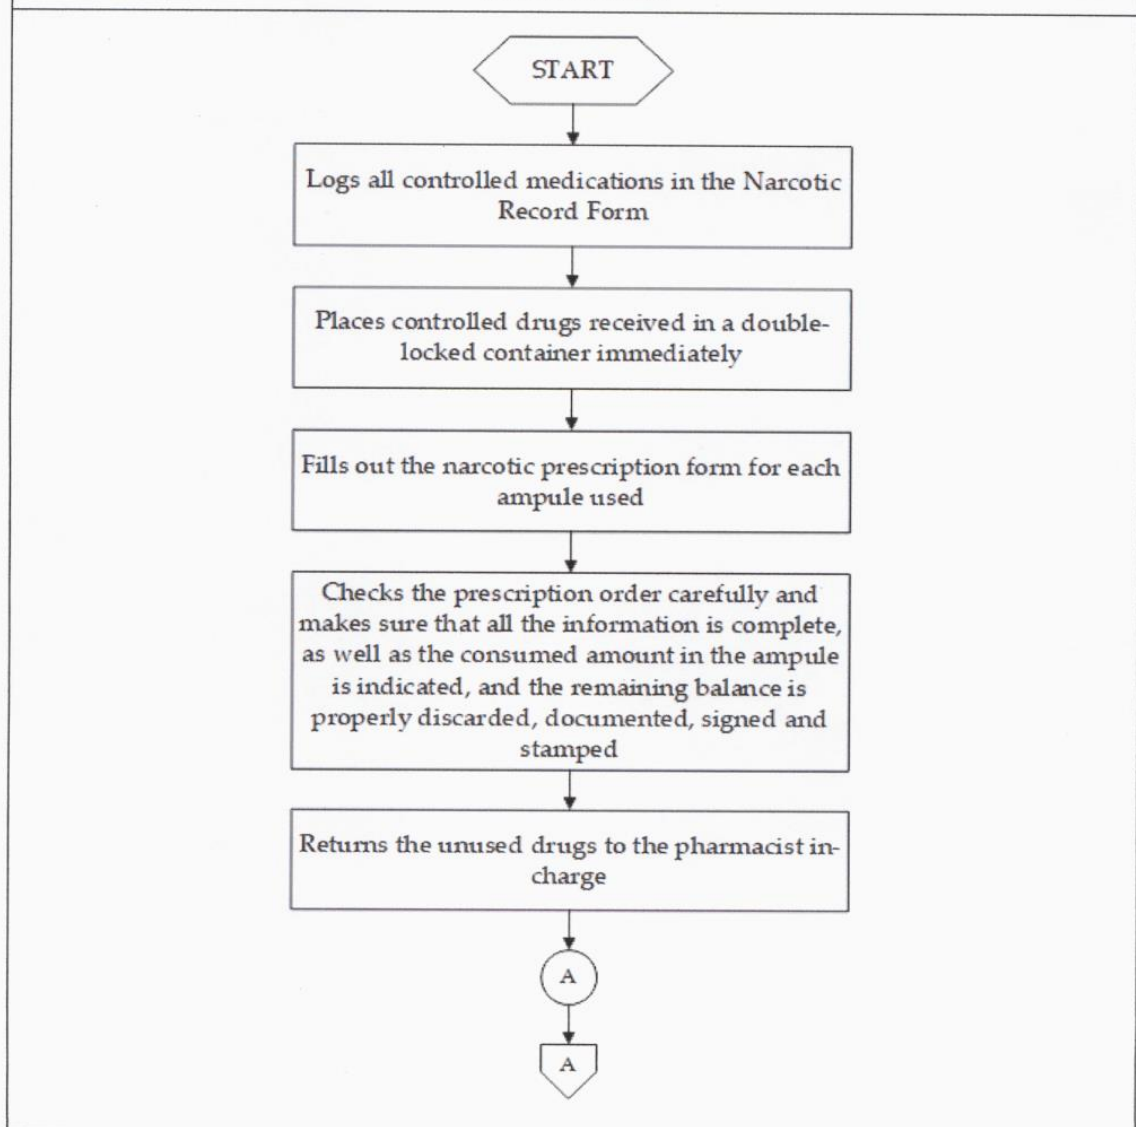 START
Logs all controlled medications in the Narcotic
Record Form
Places controlled drugs received in a double-
locked container immediately
Fills out the narcotic prescription form for each
ampule used
Checks the prescription order carefully and
makes sure that all the information is complete,
as well as the consumed amount in the ampule
is indicated, and the remaining balance is
properly discarded, documented, signed and
stamped
Returns the unused drugs to the pharmacist in-
charge
A
A